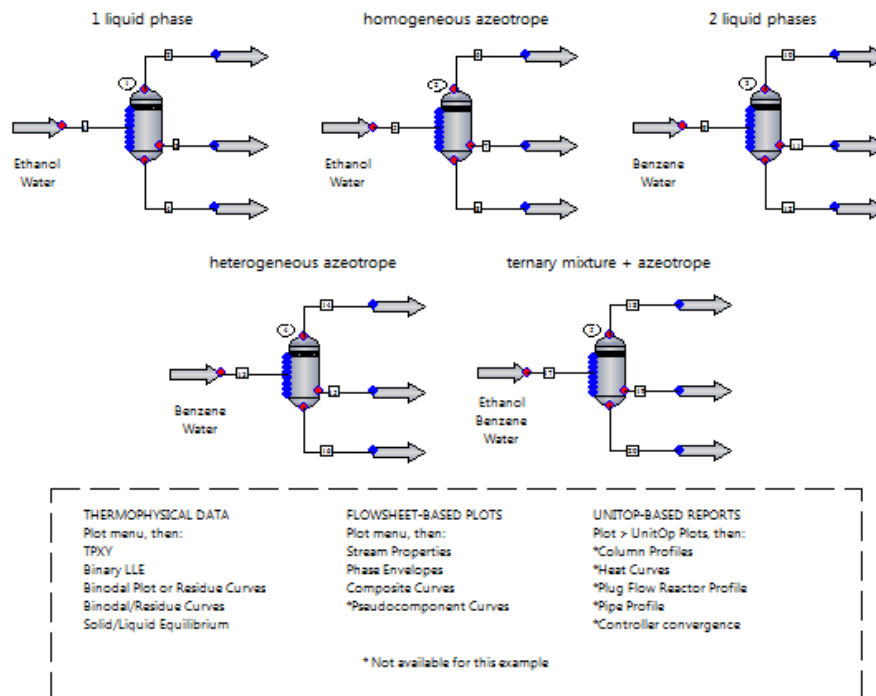 1 liquid phase
homogeneous azeotrope
2 liquid phases
Ethanol
Water
Ethanol
Water
Benzene
Water
heterogeneous azeotrope
ternary mixture + azeotrope
Benzene
Water
Ethanol
Benzene
Water
THERMOPHYSICAL DATA
Plot menu, then:
TPXY
Binary LLE
Binodal Plot or Residue Curves
Binodal/Residue Curves
Solid/Liquid Equilibrium
FLOWSHEET-BASED PLOTS
Plot menu, then:
Stream Properties
Phase Envelopes
Composite Curves
*Pseudocomponent Curves
UNITOP-BASED REPORTS
Plot > UnitOp Plots, then:
*Column Profiles
*Heat Curves
*Plug Flow Reactor Profile
*Pipe Profile
*Controller convergence
* Not available for this example